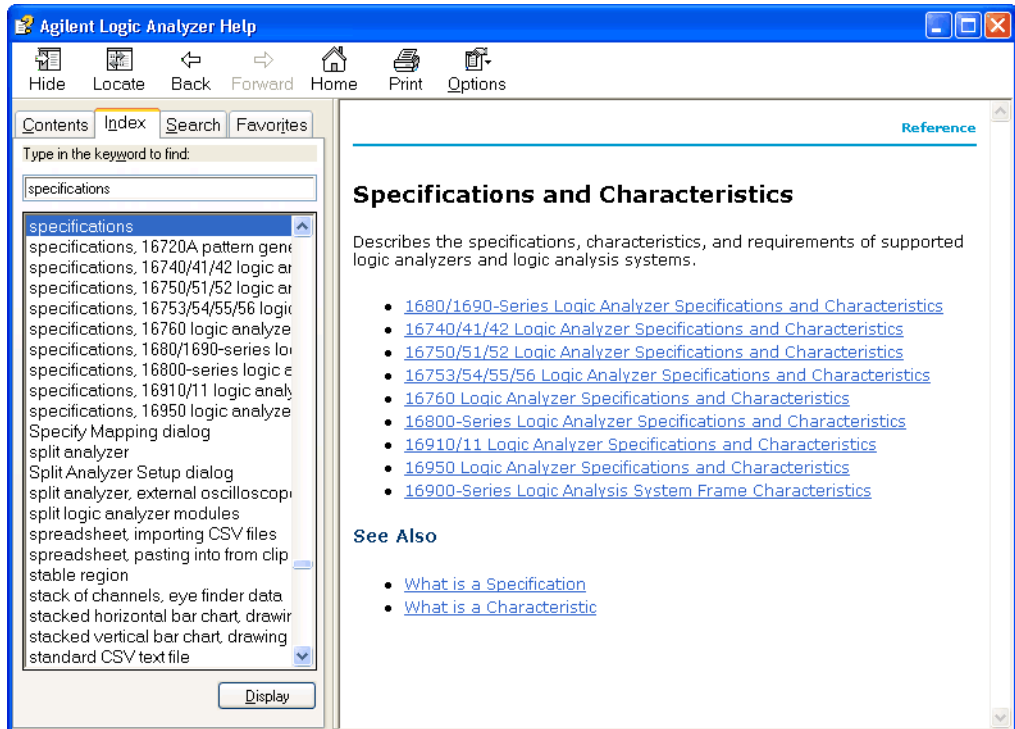 Agilent Logic Analyzer Help
Hide Locate Back Forward Home Print Options
Contents Index Search Favorites
Type in the keyword to find:
specifications
specifications
specifications, 16720A pattern gene
specifications, 16740/41/42 logic ar
specifications, 16750/51/52 logic ar
specifications, 16753/54/55/56 logic
specifications, 16760 logic analyze
specifications, 1680/1690-series lo
specifications, 16800-series logic a
specifications, 16910/11 logic analy
specifications, 16950 logic analyze
Specify Mapping dialog
split analyzer
Split Analyzer Setup dialog
split analyzer, external oscilloscop
split logic analyzer modules
spreadsheet, importing CSV files
spreadsheet, pasting into from clip
stable region
stack of channels, eye finder data
stacked horizontal bar chart, drawir
stacked vertical bar chart, drawing
standard CSV text file
Display
Reference
Specifications and Characteristics
Describes the specifications, characteristics, and requirements of supported
logic analyzers and logic analysis systems.
• 1680/1690-Series Logic Analyzer Specifications and Characteristics
• 16740/41/42 Logic Analyzer Specifications and Characteristics
• 16750/51/52 Logic Analyzer Specifications and Characteristics
• 16753/54/55/56 Logic Analyzer Specifications and Characteristics
• 16760 Logic Analyzer Specifications and Characteristics
• 16800-Series Logic Analyzer Specifications and Characteristics
• 16910/11 Logic Analyzer Specifications and Characteristics
• 16950 Logic Analyzer Specifications and Characteristics
• 16900-Series Logic Analysis System Frame Characteristics
See Also
• What is a Specification
• What is a Characteristic